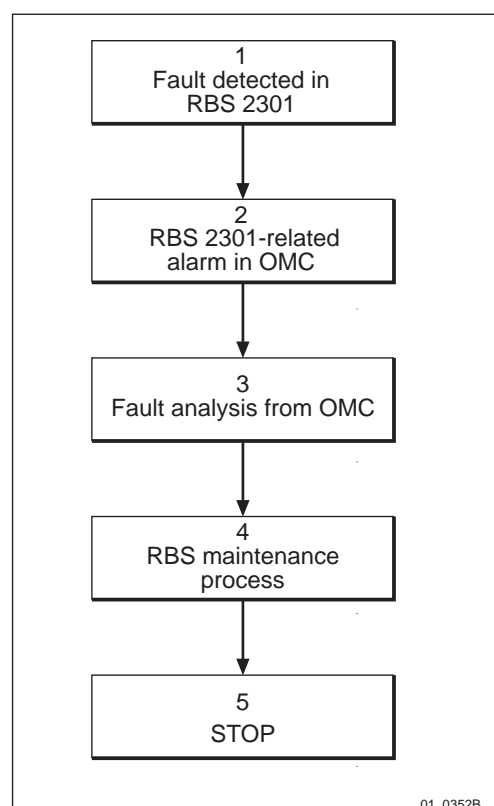 1
Fault detected in
RBS 2301
2
RBS 2301-related
alarm in OMC
3
Fault analysis from OMC
4
RBS maintenance
process
5
STOP
01_0352B